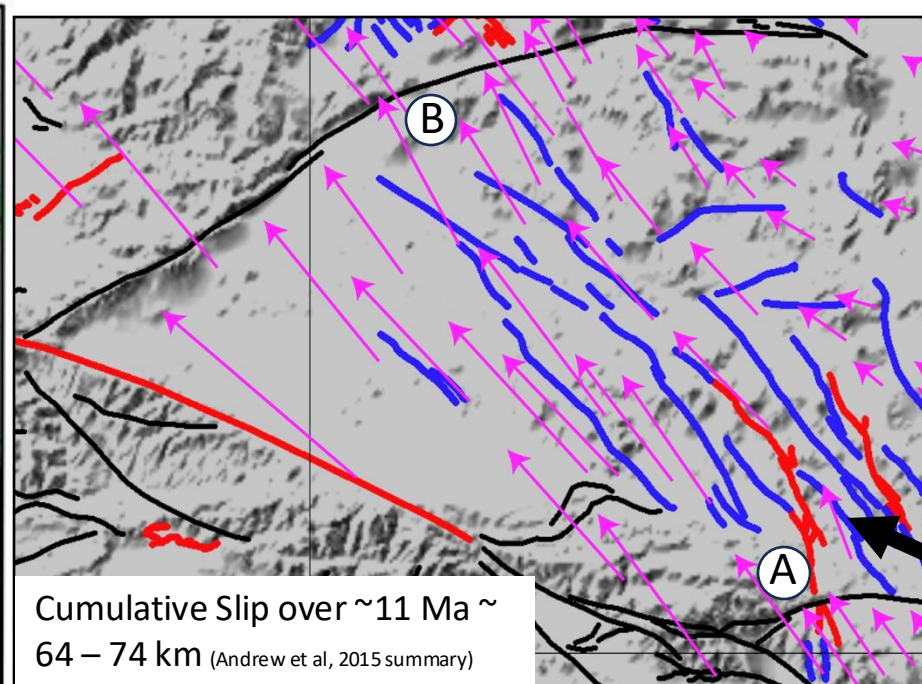 B
A
Cumulative Slip over ~11 Ma ~
64 – 74 km (Andrew et al, 2015 summary)